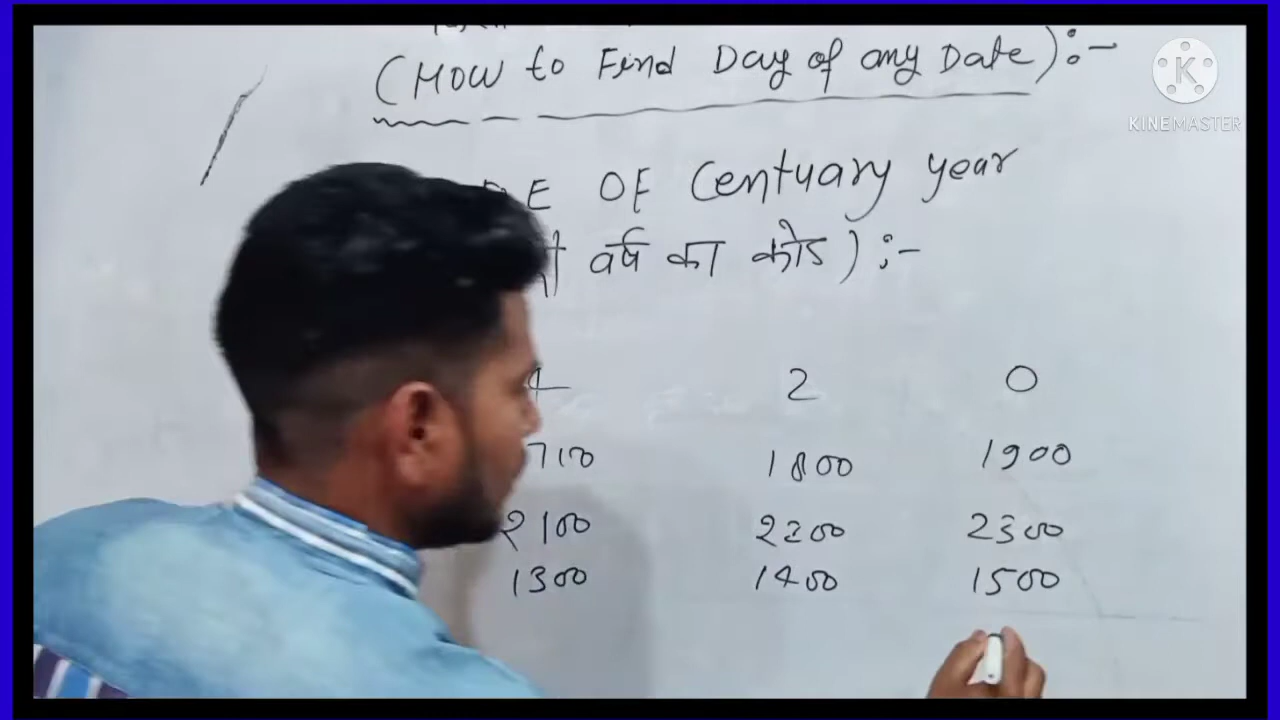 (HOW to Find Day of any Date):-
KINEMASTER
OF Centuary year
वर्ष का कोड):-
2 0
1800 1900
2100 2200 2300
1300 1400 1500